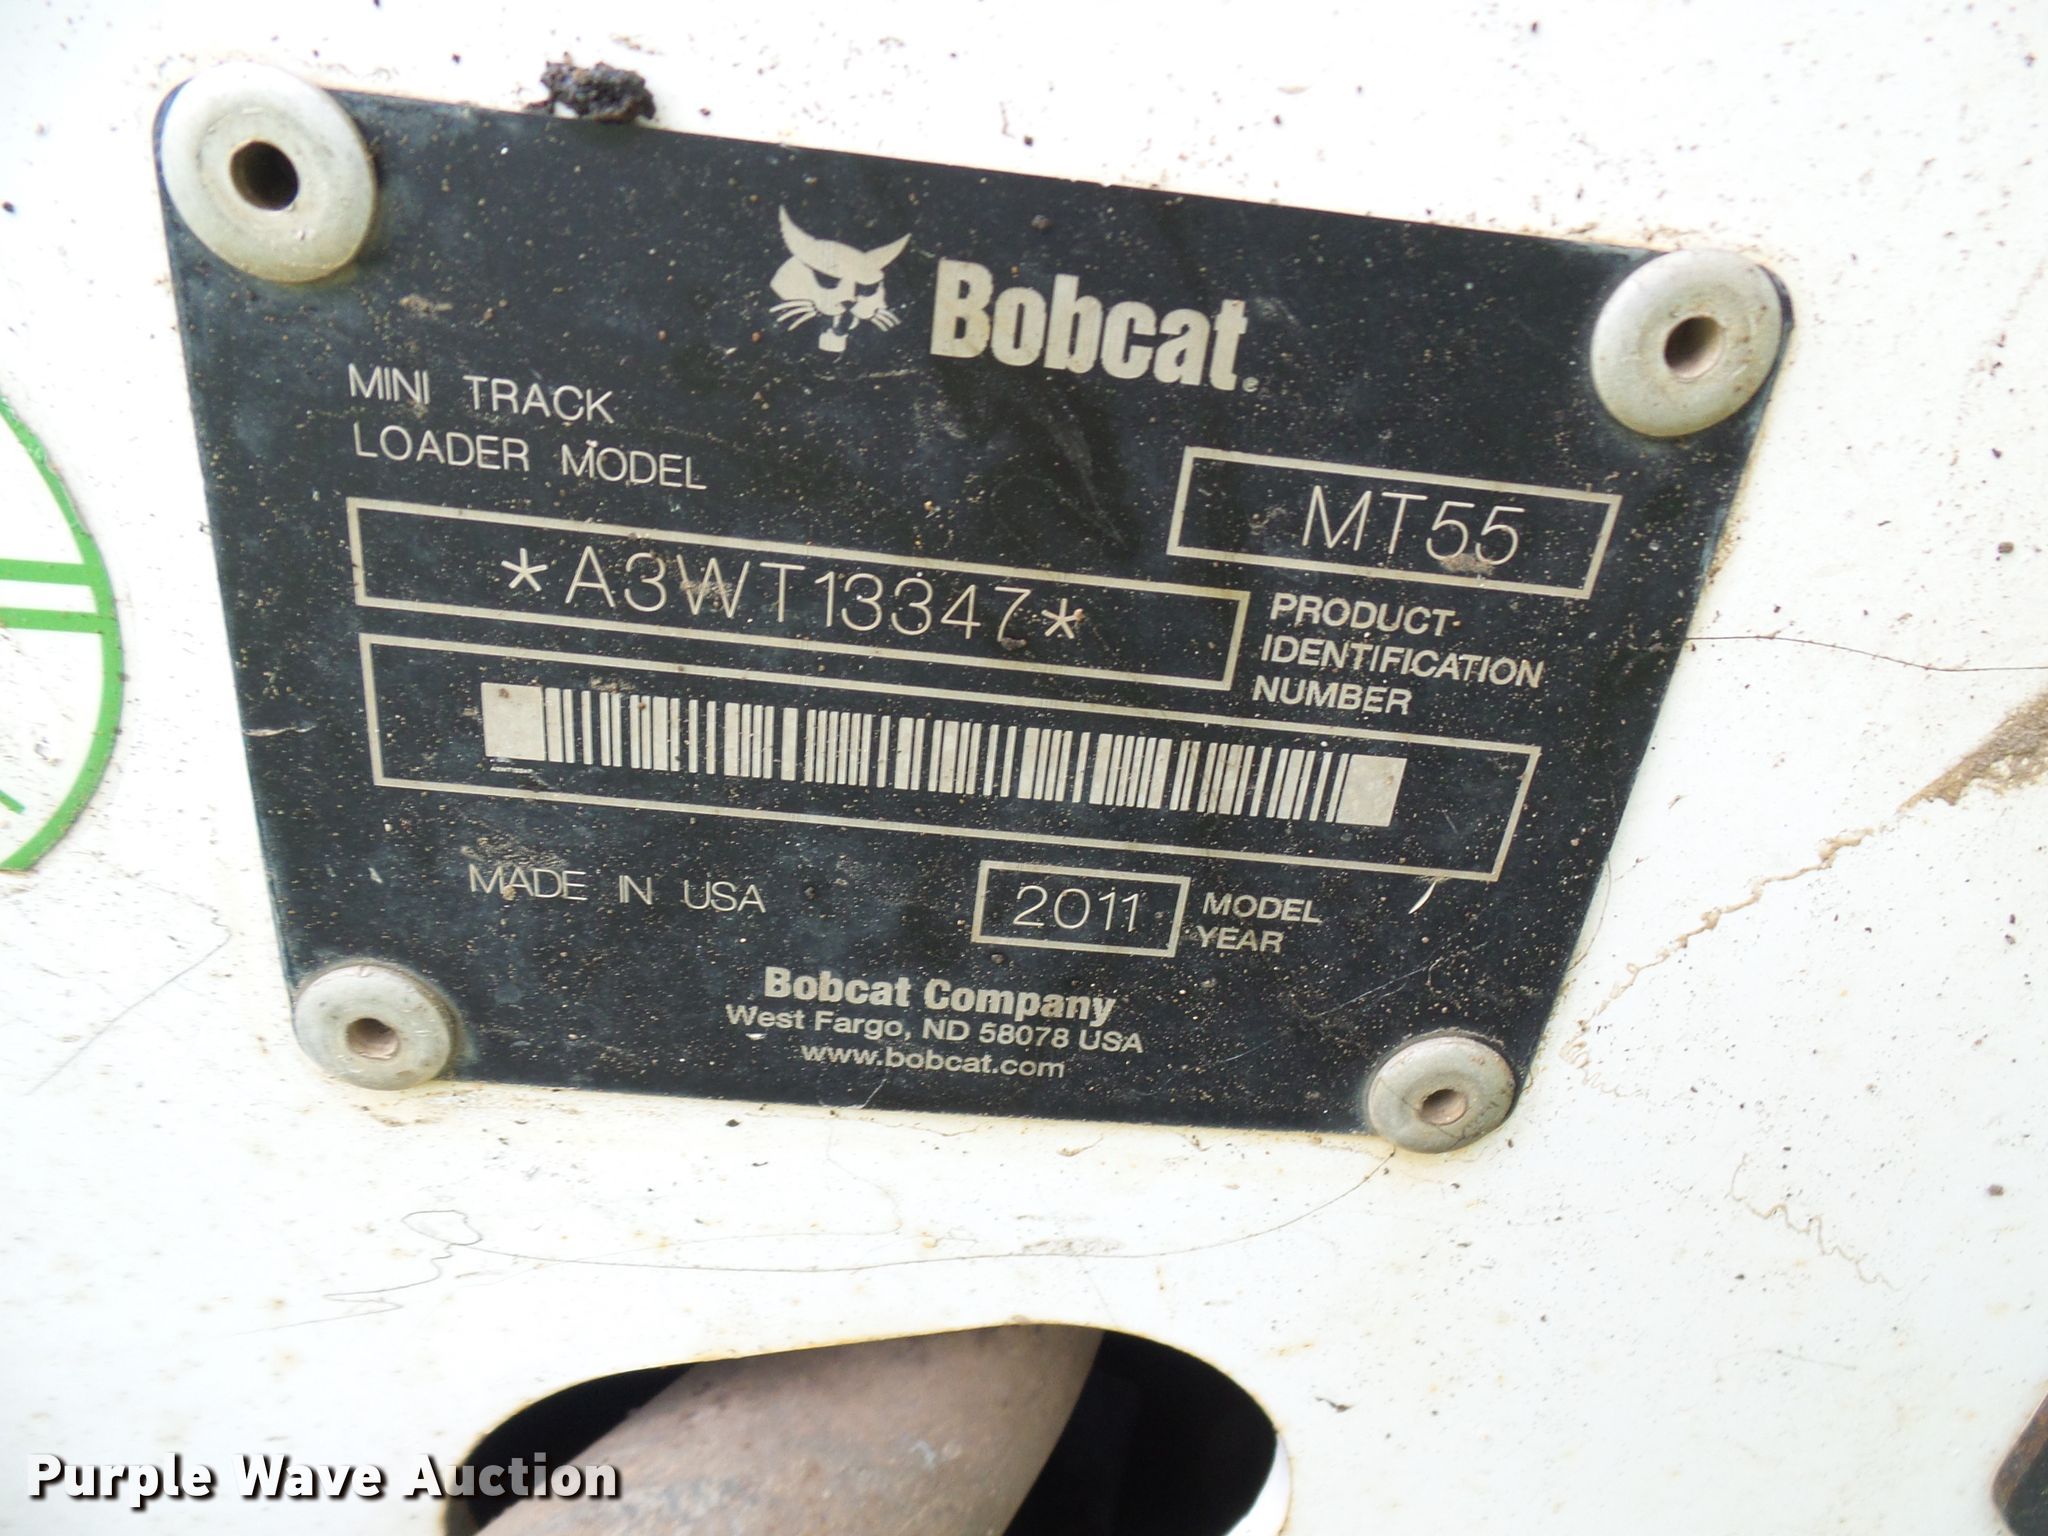 Bobcat®
MINI TRACK
LOADER MODEL
MT55
*A3WT13347*
PRODUCT
IDENTIFICATION
NUMBER
MADE IN USA
2011
MODEL
YEAR
Bobcat Company
West Fargo, ND 58078 USA
www.bobcat.com
Purple Wave Auction